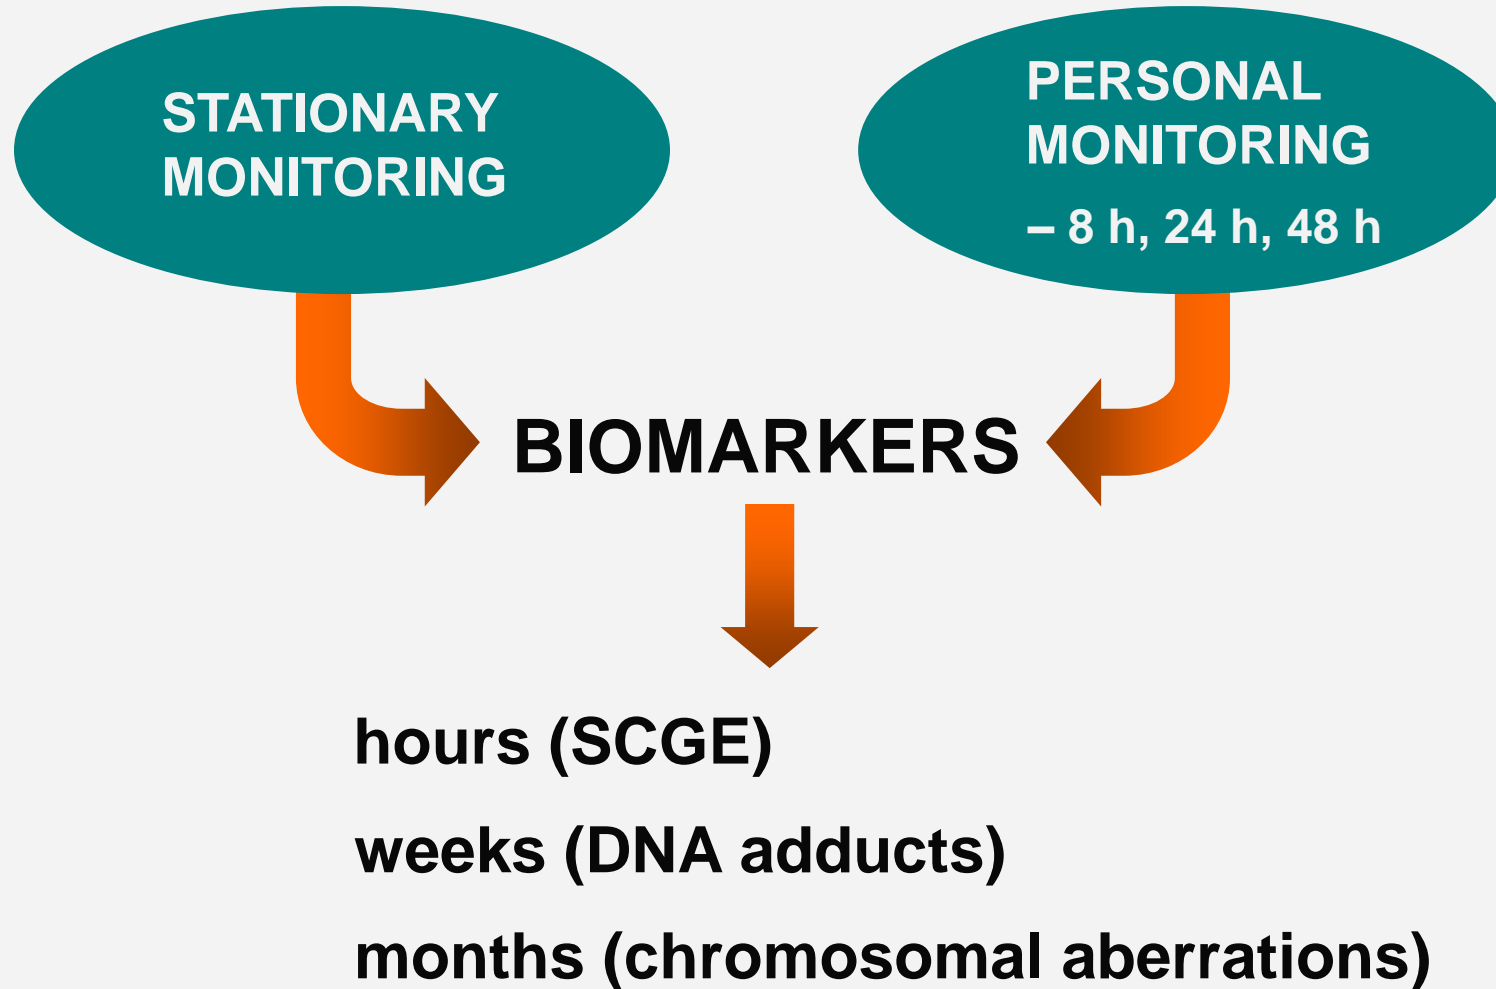 STATIONARY
MONITORING
PERSONAL
MONITORING
– 8 h, 24 h, 48 h
BIOMARKERS
hours (SCGE)
weeks (DNA adducts)
months (chromosomal aberrations)